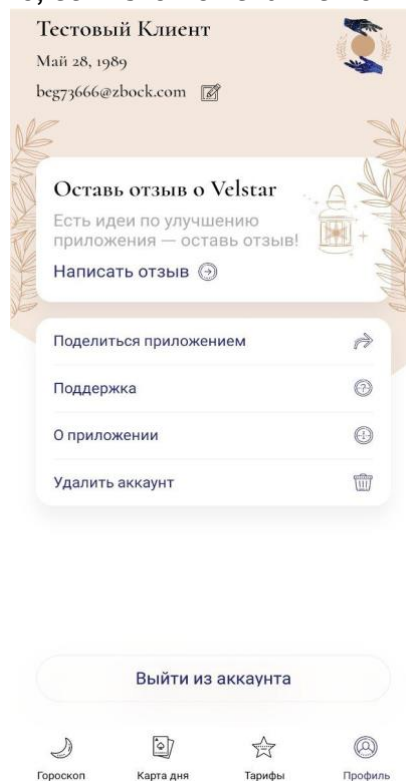 Тестовый Клиент
Май 28, 1989
beg73666@zbock.com
Оставь отзыв о Velstar
Есть идеи по улучшению
приложения — оставь отзыв!
Написать отзыв
Поделиться приложением
Поддержка
О приложении
Удалить аккаунт
Выйти из аккаунта
Гороскоп
Карта дня
Тарифы
Профиль